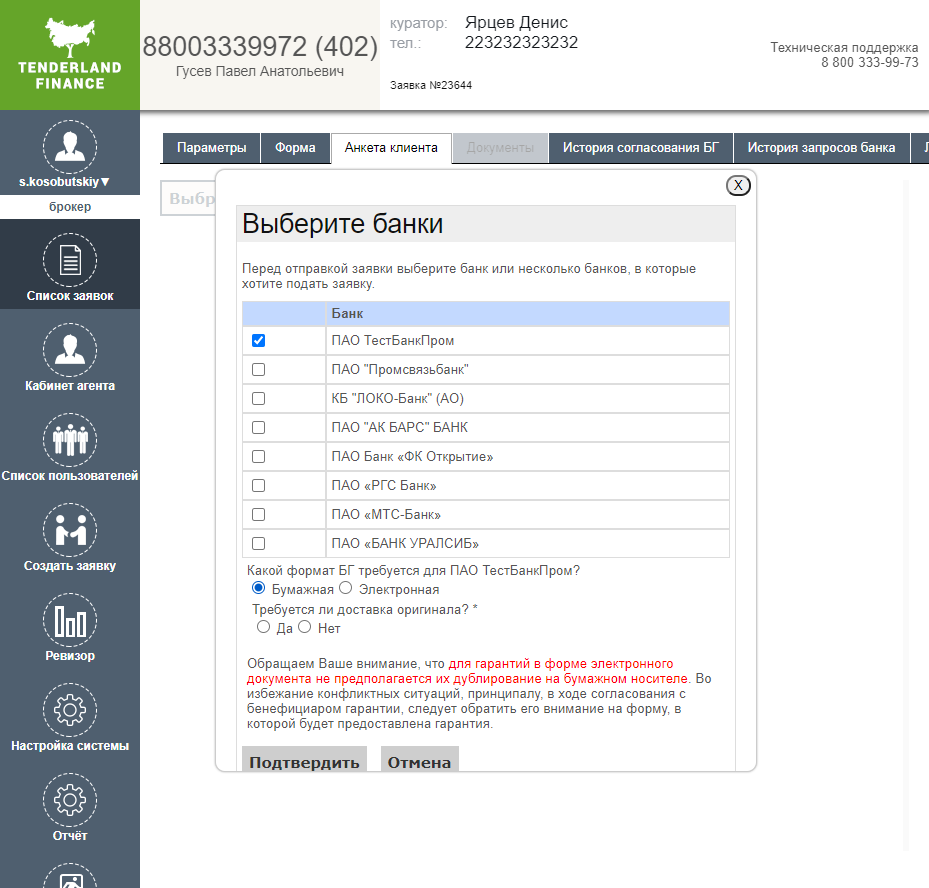 TENDERLAND
FINANCE
88003339972 (402)
Гусев Павел Анатольевич
куратор: Ярцев Денис
тел.: 223232323232
Заявка №23644
Техническая поддержка
8 800 333-99-73
s.kosobutskiy▼
брокер
Список заявок
Кабинет агента
Список пользователей
Создать заявку
Ревизор
Настройка системы
Отчёт
Параметры Форма Анкета клиента Документы История согласования БГ История запросов банка
X
Выберите банки
Перед отправкой заявки выберите банк или несколько банков, в которые
хотите подать заявку.
Банк
ПАО ТестБанкПром
ПАО "Промсвязьбанк"
КБ "ЛОКО-Банк" (АО)
ПАО "АК БАРС" БАНК
ПАО Банк «ФК Открытие»
ПАО «РГС Банк»
ПАО «МТС-Банк»
ПАО «БАНК УРАЛСИБ»
Какой формат БГ требуется для ПАО ТестБанкПром?
Бумажная Электронная
Требуется ли доставка оригинала? *
Да Нет
Обращаем Ваше внимание, что для гарантий в форме электронного
документа не предполагается их дублирование на бумажном носителе. Во
избежание конфликтных ситуаций, принципалу, в ходе согласования с
бенефициаром гарантии, следует обратить его внимание на форму, в
которой будет предоставлена гарантия.
Подтвердить Отмена